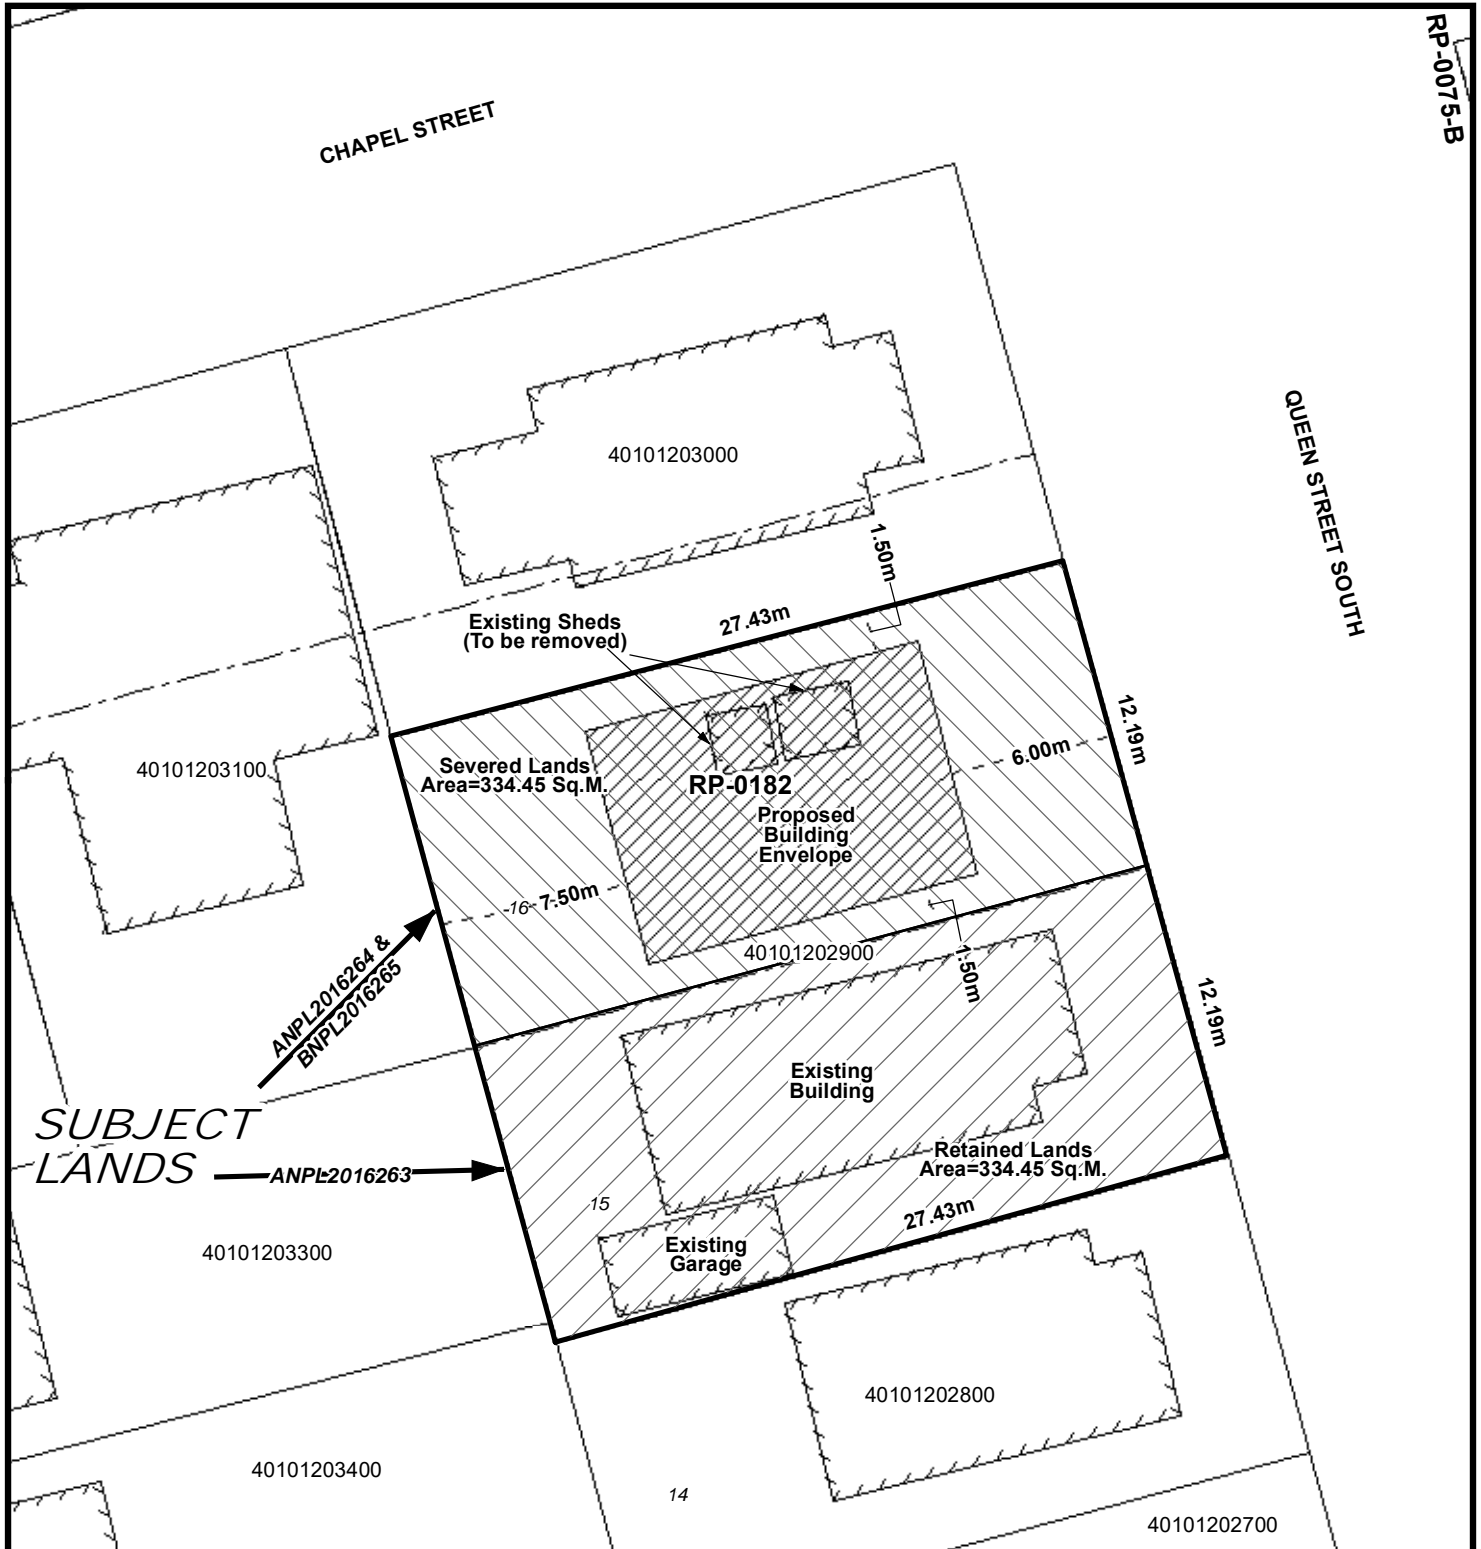 RP-0075-B
CHAPEL STREET
40101203000
QUEEN STREET SOUTH
1.50m
Existing Sheds
(To be removed)
27.43m
12.19m
6.00m
40101203100
Severed Lands
Area=334.45 Sq.M.
RP-0182
Proposed
Building
Envelope
16
7.50m
40101202900
1.50m
ANPL2016264 &
BNPL2016265
12.19m
Existing
Building
SUBJECT
LANDS
ANPL2016263
Retained Lands
Area=334.45 Sq.M.
15
27.43m
Existing
Garage
40101203300
40101202800
40101203400
14
40101202700